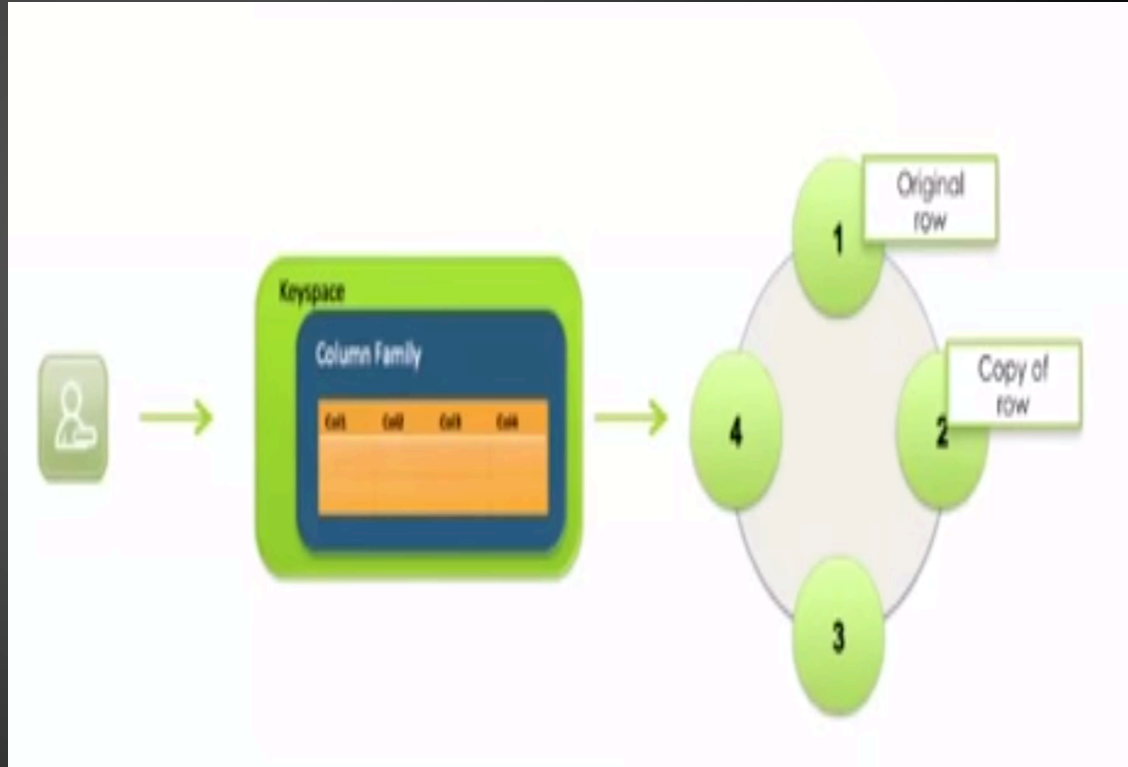 Keyspace
Column Family
Col1 Col2 Col3 Col4
1
Original
row
4
2
Copy of
row
3